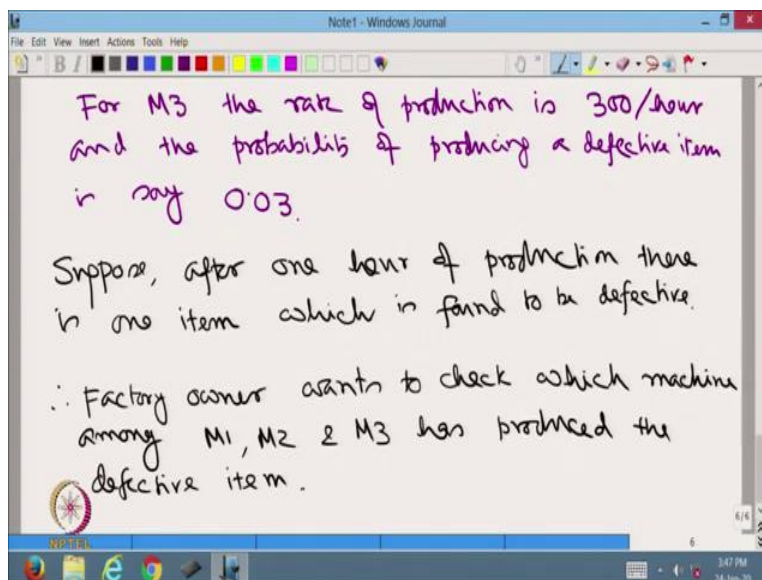 Note1 - Windows Journal
File Edit View Insert Actions Tools Help
B I
For M3 the rate of production is 300/hour
and the probability of producing a defective item
is say 0.03.
Suppose, after one hour of production there
is one item which is found to be defective.
∴ Factory owner wants to check which machine
among M1, M2 & M3 has produced the
defective item.
NPTEL
6/6
6
3:47 PM